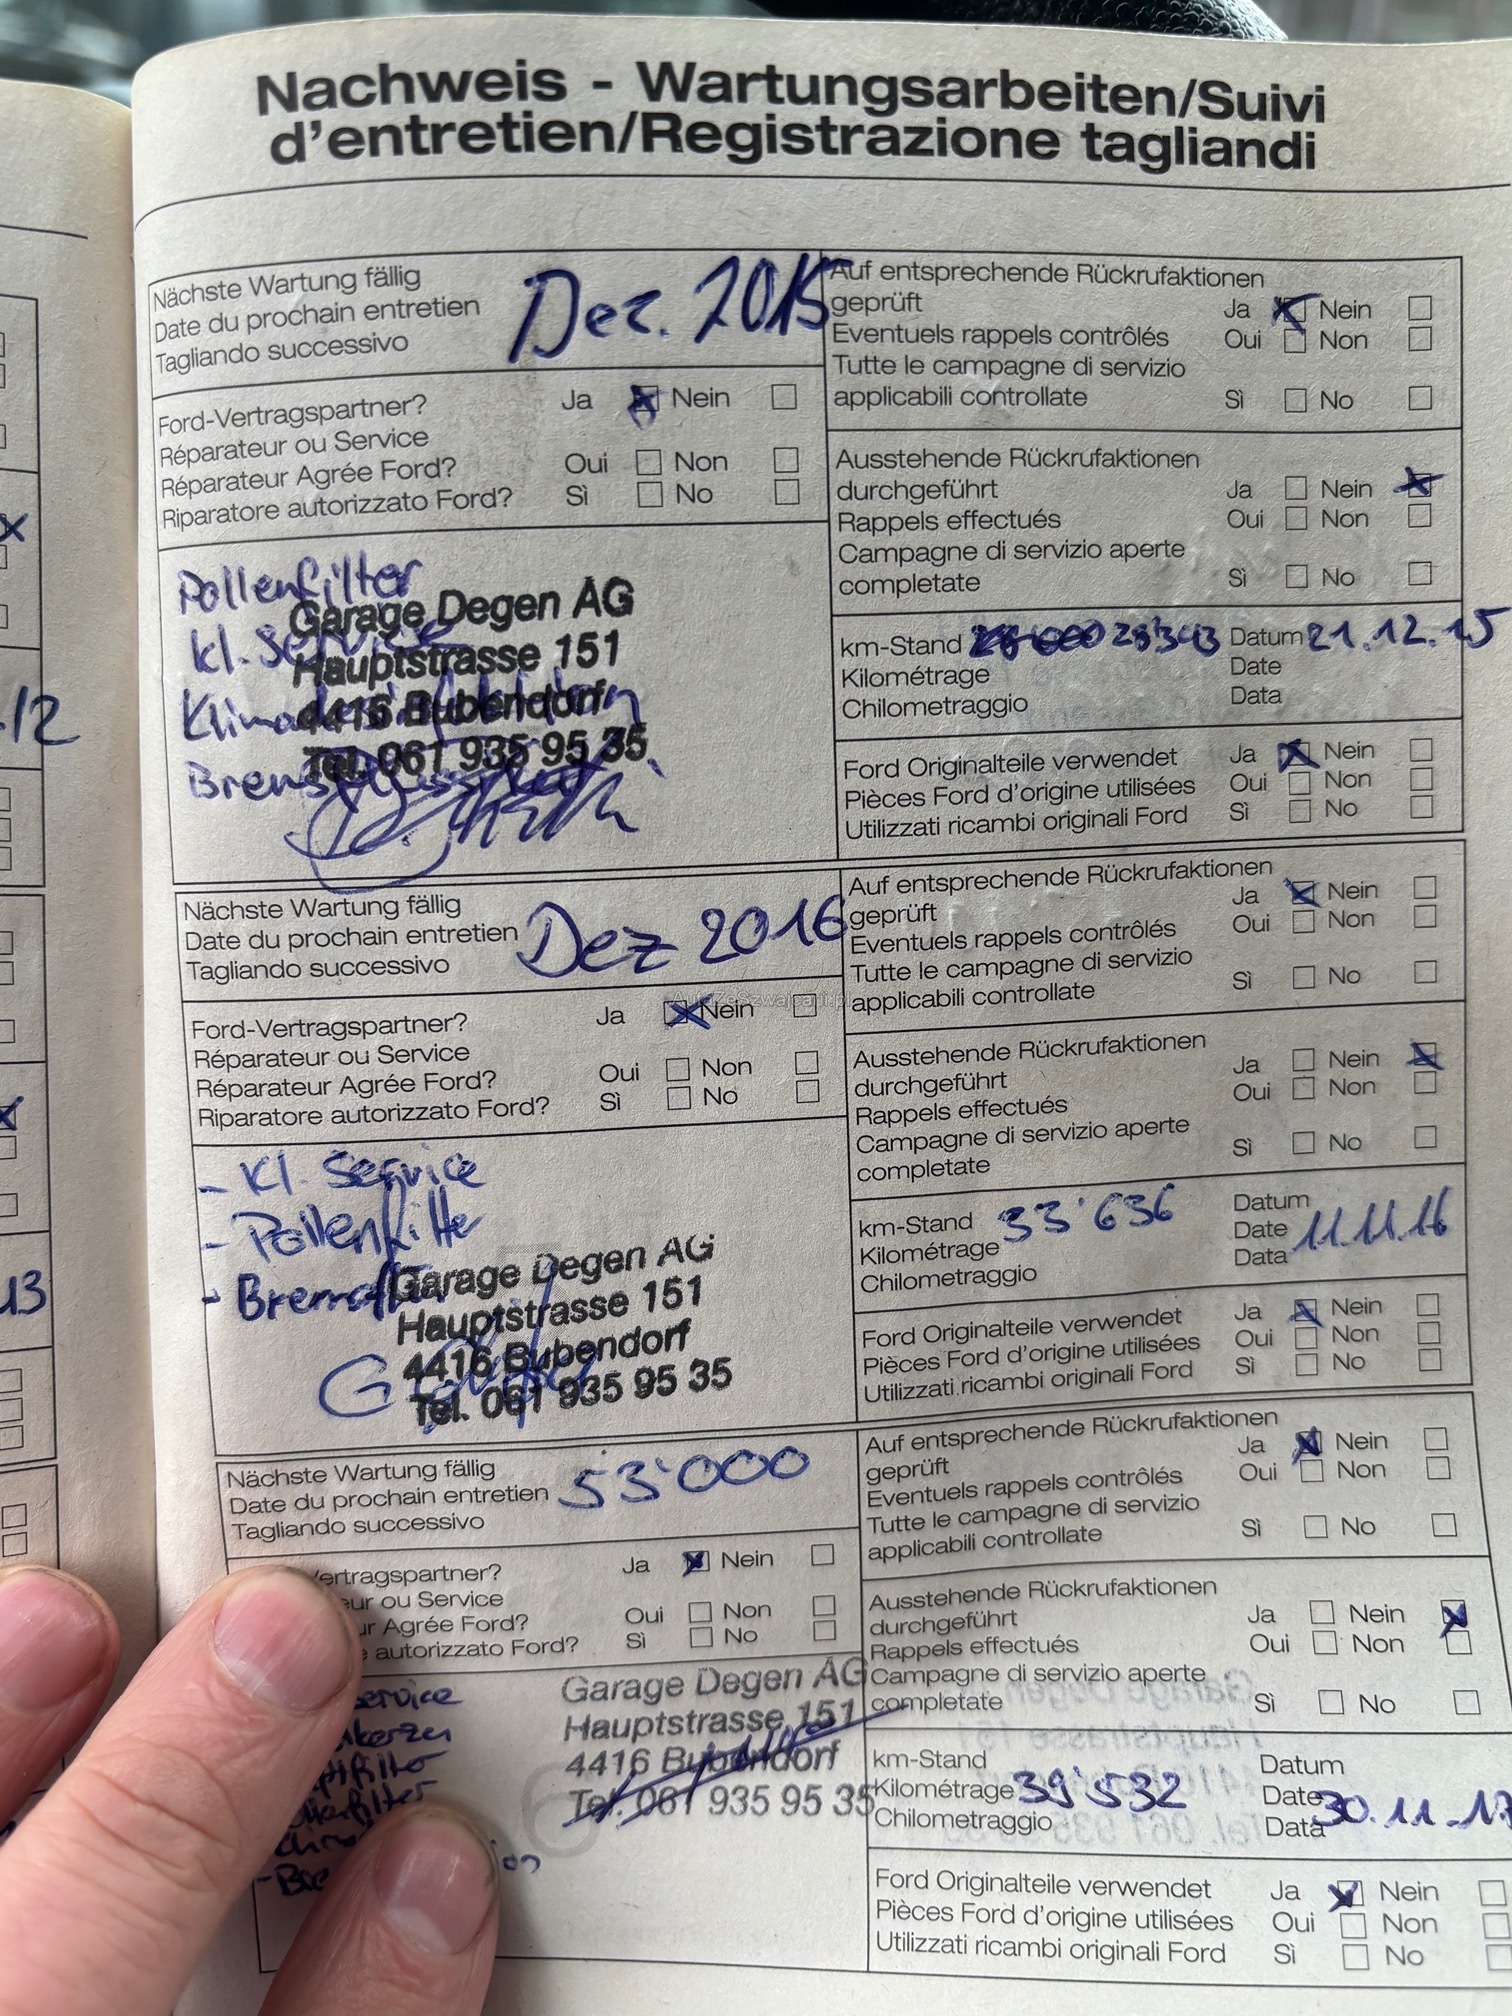 Nachweis - Wartungsarbeiten/Suivi
d'entretien/Registrazione tagliandi
Nächste Wartung fällig
Date du prochain entretien
Tagliando successivo
Dez. 2015
Auf entsprechende Rückrufaktionen
geprüft
Ja Nein
Eventuels rappels contrôlés
Oui Non
Tutte le campagne di servizio
applicabili controllate
Sì No
Ford-Vertragspartner?
Ja Nein
Réparateur ou Service
Réparateur Agrée Ford?
Oui Non
Riparatore autorizzato Ford?
Sì No
Ausstehende Rückrufaktionen
durchgeführt
Ja Nein
Rappels effectués
Oui Non
Campagne di servizio aperte
completate
Sì No
Pollenfilter
kl. Service
Garage Degen AG
Hauptstrasse 151
4416 Bubendorf
Tel. 061 935 95 35
km-Stand
Kilométrage
Chilometraggio
28'343
Datum 21.12.15
Date
Data
Ford Originalteile verwendet
Ja Nein
Pièces Ford d'origine utilisées
Oui Non
Utilizzati ricambi originali Ford
Sì No
Nächste Wartung fällig
Date du prochain entretien
Tagliando successivo
Dez 2016
Auf entsprechende Rückrufaktionen
geprüft
Ja Nein
Eventuels rappels contrôlés
Oui Non
Tutte le campagne di servizio
applicabili controllate
Sì No
Ford-Vertragspartner?
Ja Nein
Réparateur ou Service
Réparateur Agrée Ford?
Oui Non
Riparatore autorizzato Ford?
Sì No
Ausstehende Rückrufaktionen
durchgeführt
Ja Nein
Rappels effectués
Oui Non
Campagne di servizio aperte
completate
Sì No
- Kl. Service
- Pollenfilter
Garage Degen AG
Hauptstrasse 151
4416 Bubendorf
Tel. 061 935 95 35
km-Stand
Kilométrage
Chilometraggio
33'636
Datum
Date
Data
11.11.16
Ford Originalteile verwendet
Ja Nein
Pièces Ford d'origine utilisées
Oui Non
Utilizzati ricambi originali Ford
Sì No
Nächste Wartung fällig
Date du prochain entretien
Tagliando successivo
53'000
Auf entsprechende Rückrufaktionen
geprüft
Ja Nein
Eventuels rappels contrôlés
Oui Non
Tutte le campagne di servizio
applicabili controllate
Sì No
ertragspartner?
Ja Nein
ur ou Service
r Agrée Ford?
Oui Non
autorizzato Ford?
Sì No
Ausstehende Rückrufaktionen
durchgeführt
Ja Nein
Rappels effectués
Oui Non
Campagne di servizio aperte
completate
Sì No
ervice
Garage Degen AG
Hauptstrasse 151
4416 Bubendorf
Tel. 061 935 95 35
km-Stand
Kilométrage
Chilometraggio
39'532
Datum
Date
Data
30.11.17
Ford Originalteile verwendet
Ja Nein
Pièces Ford d'origine utilisées
Oui Non
Utilizzati ricambi originali Ford
Sì No